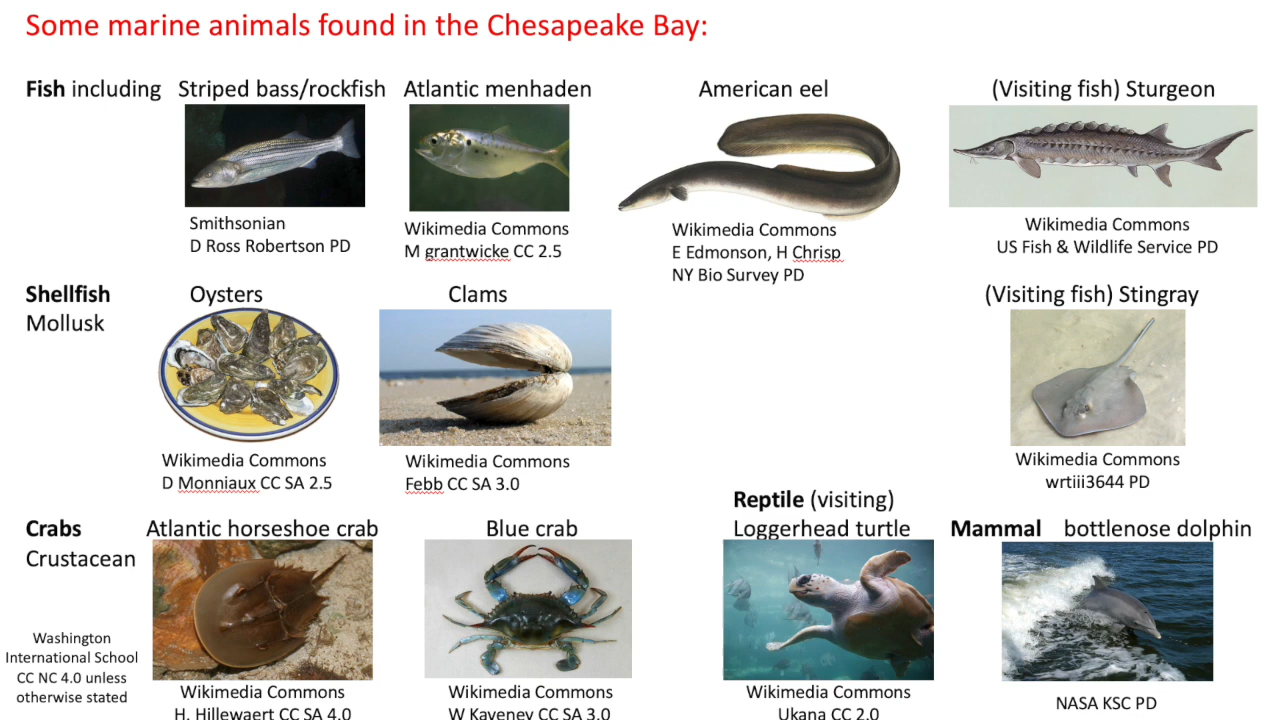 Some marine animals found in the Chesapeake Bay:
Fish including
Striped bass/rockfish
Atlantic menhaden
American eel
(Visiting fish) Sturgeon
Smithsonian
D Ross Robertson PD
Wikimedia Commons
M grantwicke CC 2.5
Wikimedia Commons
E Edmonson, H Chrisp
NY Bio Survey PD
Wikimedia Commons
US Fish & Wildlife Service PD
Shellfish
Mollusk
Oysters
Clams
(Visiting fish) Stingray
Wikimedia Commons
D Monniaux CC SA 2.5
Wikimedia Commons
Febb CC SA 3.0
Wikimedia Commons
wrtiii3644 PD
Crabs
Crustacean
Atlantic horseshoe crab
Blue crab
Reptile (visiting)
Loggerhead turtle
Mammal bottlenose dolphin
Washington
International School
CC NC 4.0 unless
otherwise stated
Wikimedia Commons
H. Hillewaert CC SA 4.0
Wikimedia Commons
W Kaveney CC SA 3.0
Wikimedia Commons
Ukana CC 2.0
NASA KSC PD